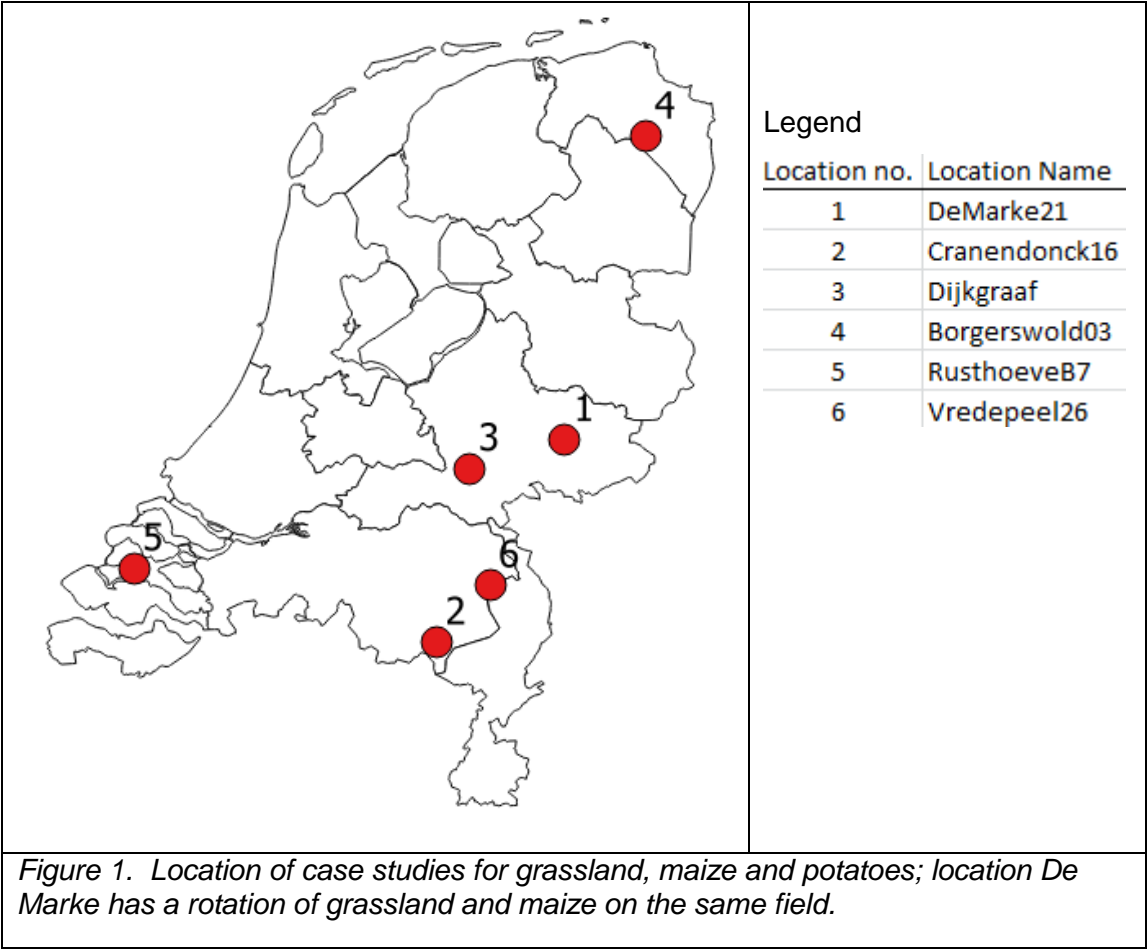 4
1
3
5
6
2
Legend
Location no. Location Name
1 DeMarke21
2 Cranendonck16
3 Dijkgraaf
4 Borgerswold03
5 RusthoeveB7
6 Vredepeel26
Figure 1. Location of case studies for grassland, maize and potatoes; location De
Marke has a rotation of grassland and maize on the same field.